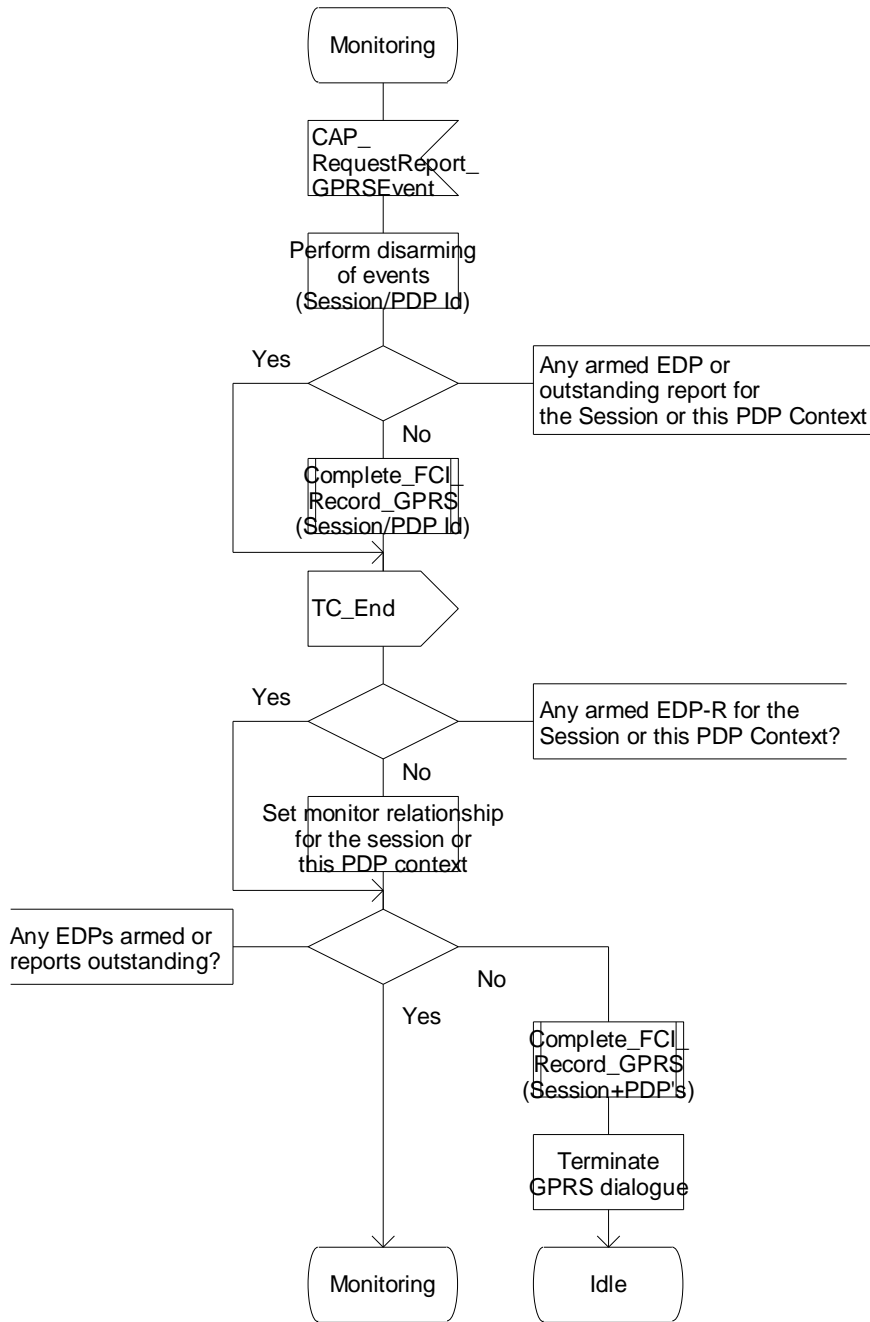 Monitoring
CAP_
RequestReport_
GPRSEvent
Perform disarming
of events
(Session/PDP Id)
Yes
Any armed EDP or
outstanding report for
the Session or this PDP Context
No
Complete_FCI_
Record_GPRS
(Session/PDP Id)
TC_End
Yes
Any armed EDP-R for the
Session or this PDP Context?
No
Set monitor relationship
for the session or
this PDP context
Any EDPs armed or
reports outstanding?
No
Yes
Complete_FCI_
Record_GPRS
(Session+PDP's)
Terminate
GPRS dialogue
Monitoring
Idle